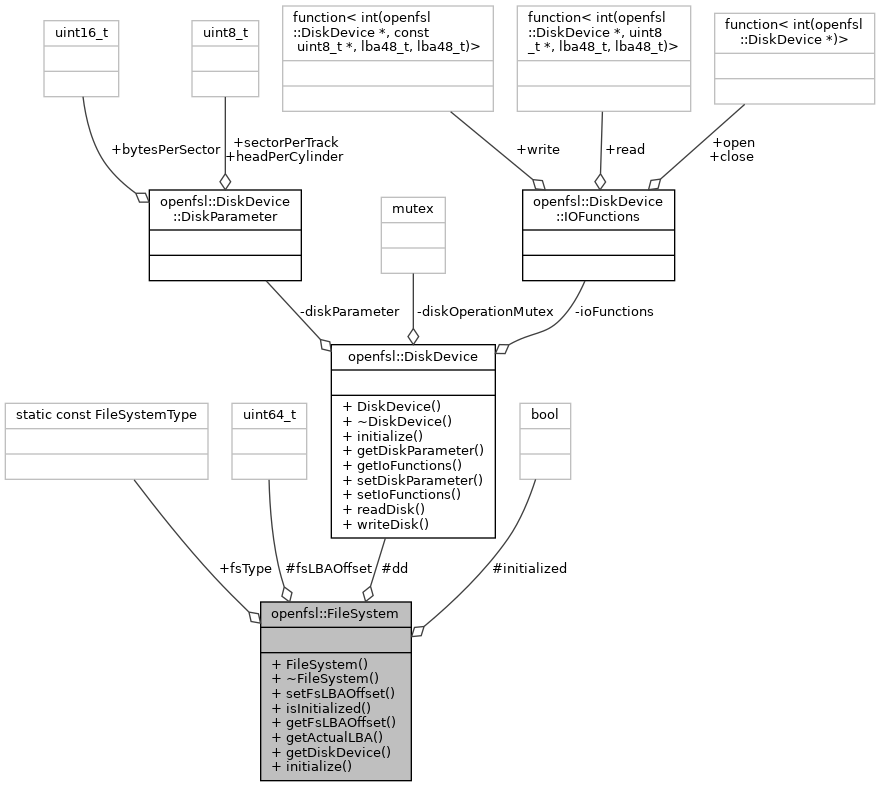 uint16_t
uint8_t
function< int(openfsl
::DiskDevice *, const
uint8_t *, lba48_t, lba48_t)>
function< int(openfsl
::DiskDevice *, uint8
_t *, lba48_t, lba48_t)>
function< int(openfsl
::DiskDevice *)>
+bytesPerSector
+sectorPerTrack
+headPerCylinder
+write
+read
+open
+close
openfsl::DiskDevice
::DiskParameter
mutex
openfsl::DiskDevice
::IOFunctions
-diskParameter
-diskOperationMutex
-ioFunctions
openfsl::DiskDevice
+ DiskDevice()
+ ~DiskDevice()
+ initialize()
+ getDiskParameter()
+ getIoFunctions()
+ setDiskParameter()
+ setIoFunctions()
+ readDisk()
+ writeDisk()
static const FileSystemType
uint64_t
bool
+fsType
#fsLBAOffset
#dd
#initialized
openfsl::FileSystem
+ FileSystem()
+ ~FileSystem()
+ setFsLBAOffset()
+ isInitialized()
+ getFsLBAOffset()
+ getActualLBA()
+ getDiskDevice()
+ initialize()